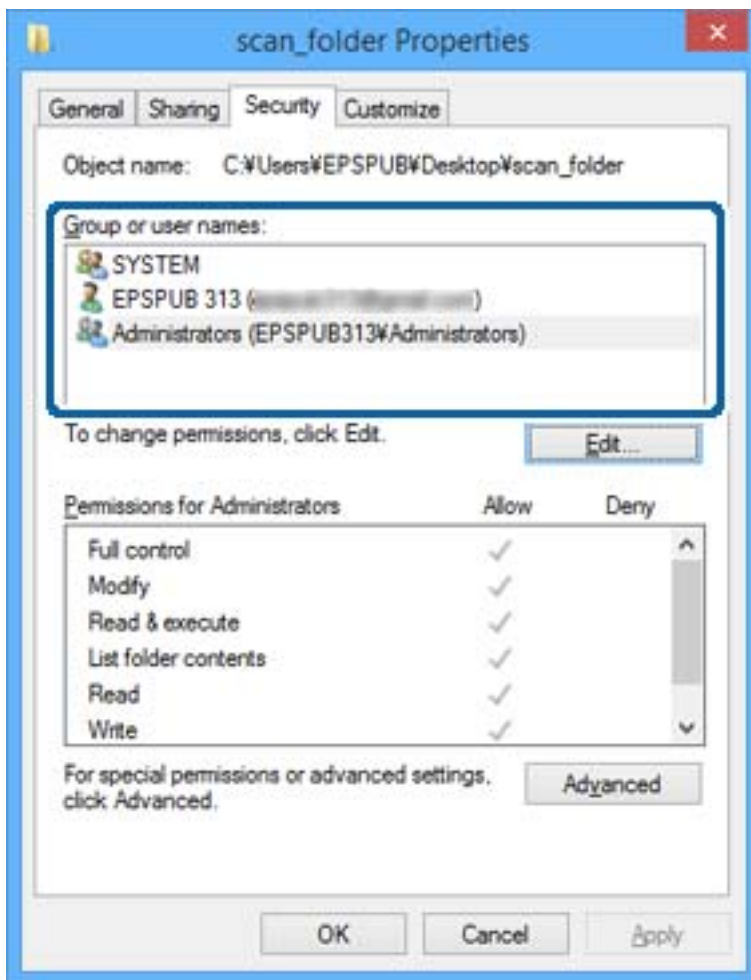 scan_folder Properties
General Sharing Security Customize
Object name: C:¥Users¥EPSPUB¥Desktop¥scan_folder
Group or user names:
SYSTEM
EPSPUB 313 ( )
Administrators (EPSPUB313¥Administrators)
To change permissions, click Edit.
Edit...
Permissions for Administrators Allow Deny
Full control
Modify
Read & execute
List folder contents
Read
Write
For special permissions or advanced settings,
click Advanced.
Advanced
OK Cancel Apply